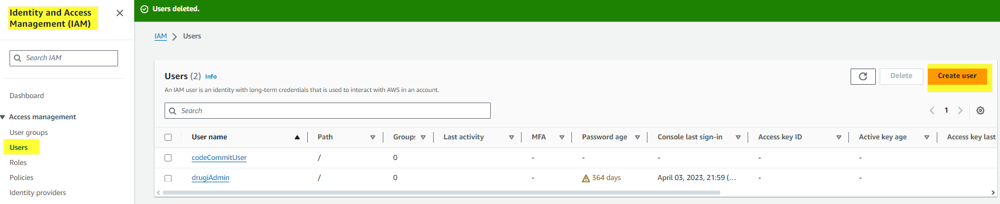 Identity and Access
Management (IAM)
Search IAM
Dashboard
Access management
User groups
Users
Roles
Policies
Identity providers
Users deleted.
IAM Users
Users (2) Info
Delete
Create user
An IAM user is an identity with long-term credentials that is used to interact with AWS in an account.
Search
1
User name Path Groups Last activity MFA Password age Console last sign-in Access key ID Active key age Access key last
codeCommitUser / 0 - - - - -
drugiAdmin / 0 - 364 days April 03, 2023, 21:59 (... - -